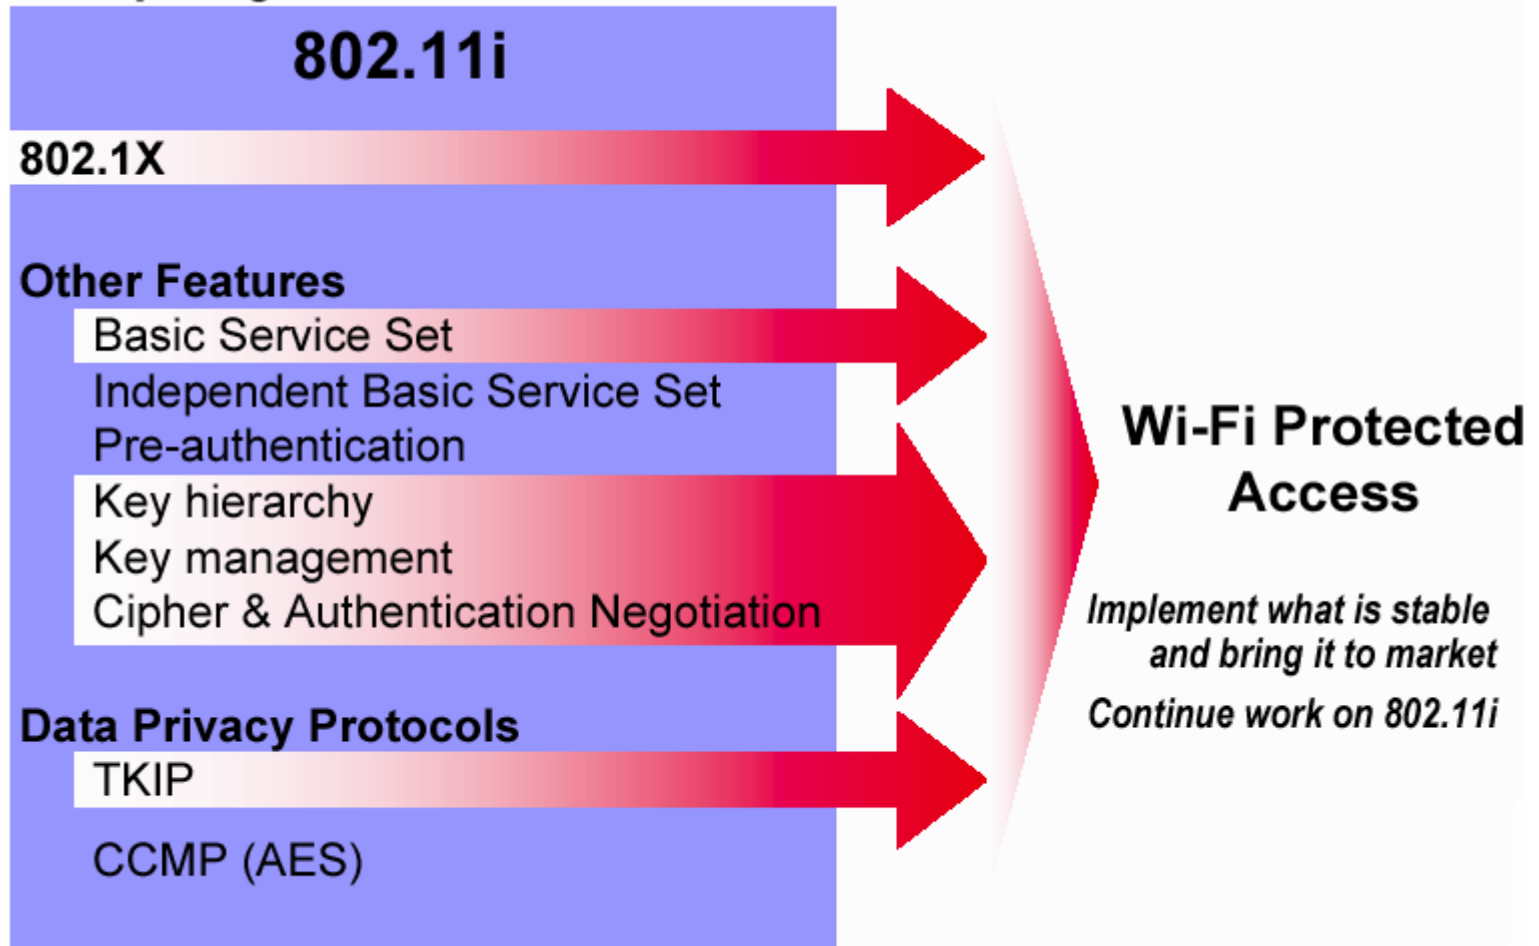 802.11i
802.1X
Other Features
Basic Service Set
Independent Basic Service Set
Pre-authentication
Key hierarchy
Key management
Cipher & Authentication Negotiation
Data Privacy Protocols
TKIP
CCMP (AES)
Wi-Fi Protected
Access
Implement what is stable
and bring it to market
Continue work on 802.11i